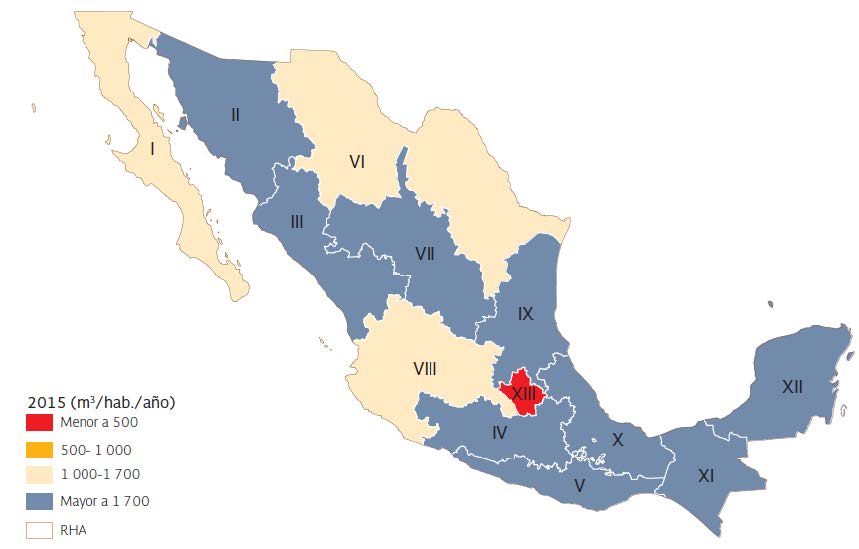 II
I
VI
III
VII
IX
VIII
XIII
XII
IV
X
XI
V
2015 (m³/hab./año)
Menor a 500
500- 1 000
1 000-1 700
Mayor a 1 700
RHA